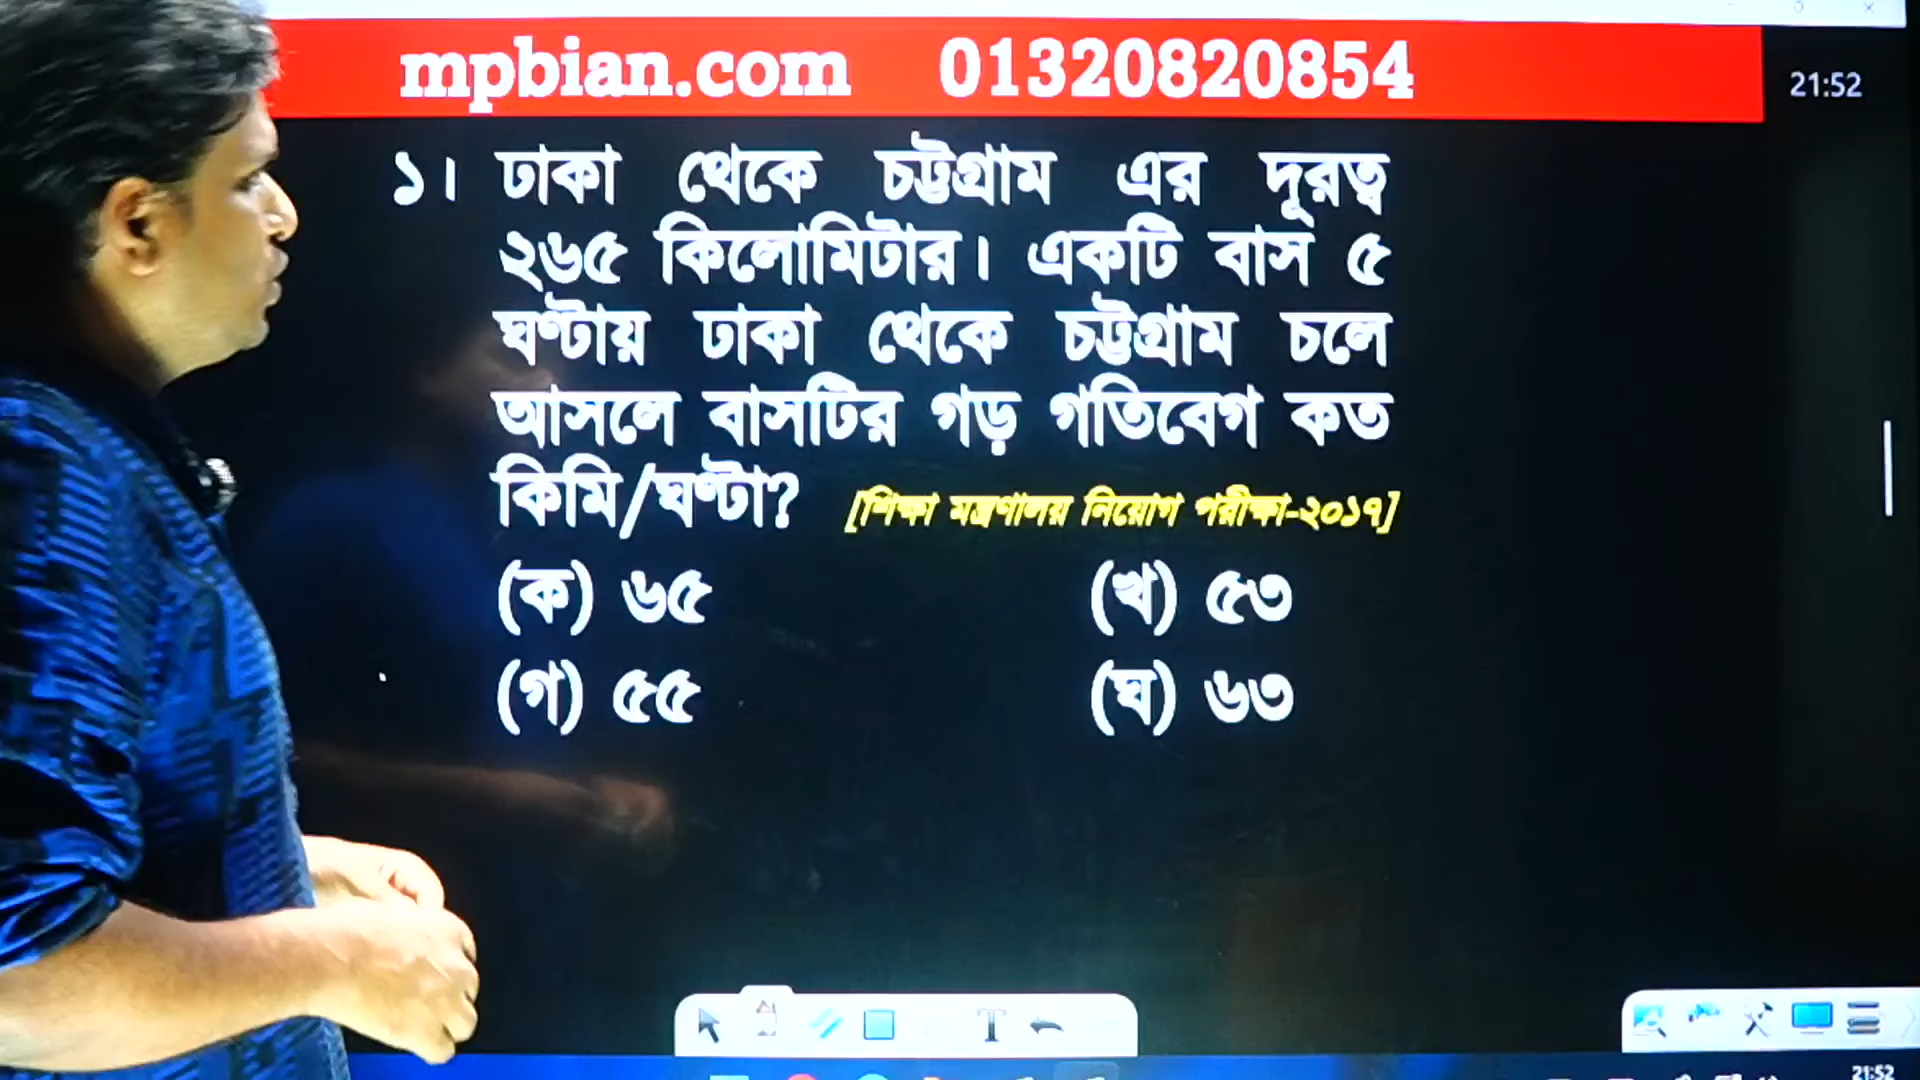 mpbian.com 01320820854
21:52
১। ঢাকা থেকে চট্টগ্রাম এর দূরত্ব
২৬৫ কিলোমিটার। একটি বাস ৫
ঘণ্টায় ঢাকা থেকে চট্টগ্রাম চলে
আসলে বাসটির গড় গতিবেগ কত
কিমি/ঘণ্টা? [শিক্ষা মন্ত্রণালয় নিয়োগ পরীক্ষা-২০১৭]
(ক) ৬৫ (খ) ৫৩
(গ) ৫৫ (ঘ) ৬৩
21:52